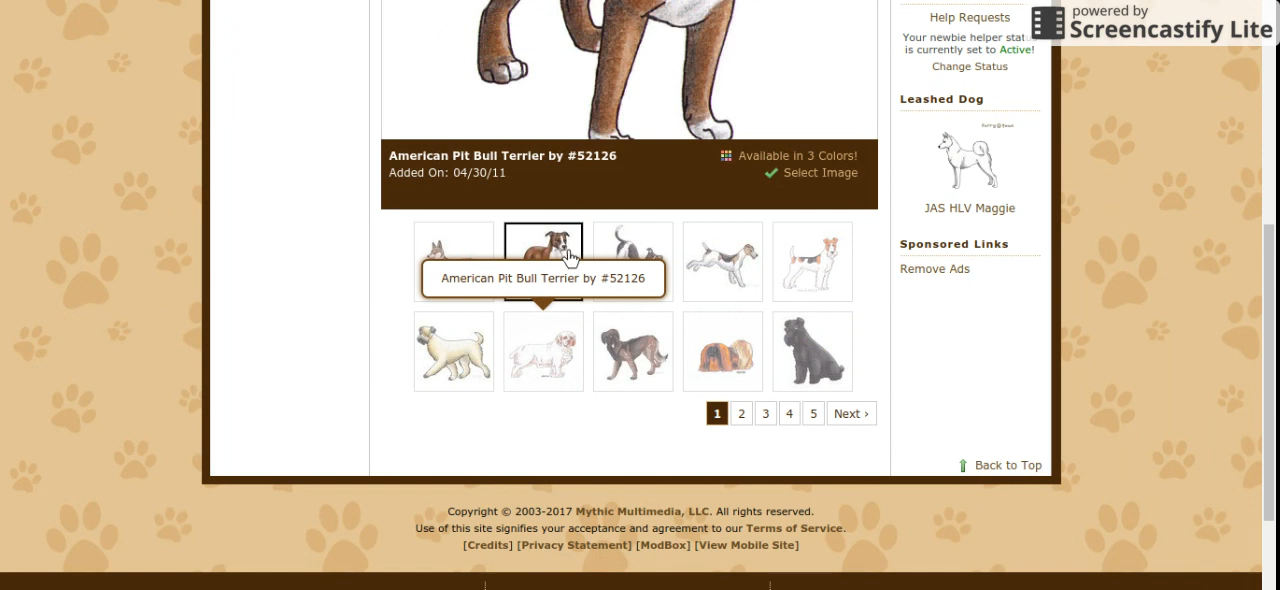 powered by
Screencastify Lite
Help Requests
Your newbie helper stat
is currently set to Active!
Change Status
Leashed Dog
JAS HLV Maggie
Sponsored Links
Remove Ads
American Pit Bull Terrier by #52126
Added On: 04/30/11
Available in 3 Colors!
Select Image
American Pit Bull Terrier by #52126
1 2 3 4 5 Next ›
Back to Top
Copyright © 2003-2017 Mythic Multimedia, LLC. All rights reserved.
Use of this site signifies your acceptance and agreement to our Terms of Service.
[Credits] [Privacy Statement] [ModBox] [View Mobile Site]